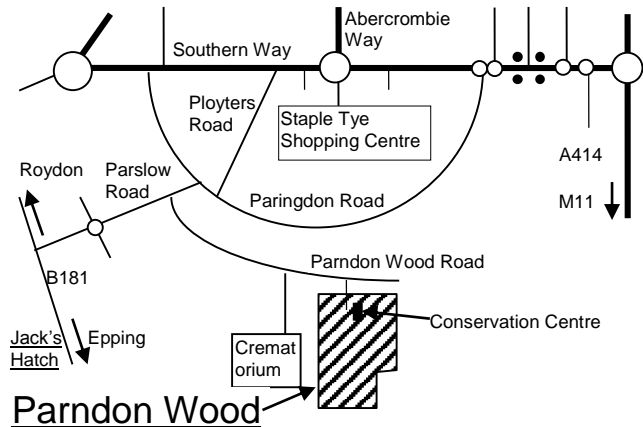 Abercrombie
Way
Southern Way
Ployters
Road
Staple Tye
Shopping Centre
A414
Roydon
Parslow
Road
Paringdon Road
M11
Parndon Wood Road
B181
Jack's
Hatch
Epping
Conservation Centre
Cremat
orium
Parndon Wood